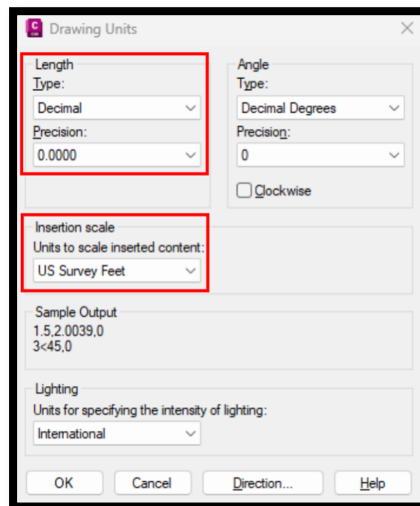 Drawing Units
Length
Type:
Decimal
Precision:
0.0000
Angle
Type:
Decimal Degrees
Precision:
0
Clockwise
Insertion scale
Units to scale inserted content:
US Survey Feet
Sample Output
1.5,2.0039,0
3<45,0
Lighting
Units for specifying the intensity of lighting:
International
OK Cancel Direction... Help